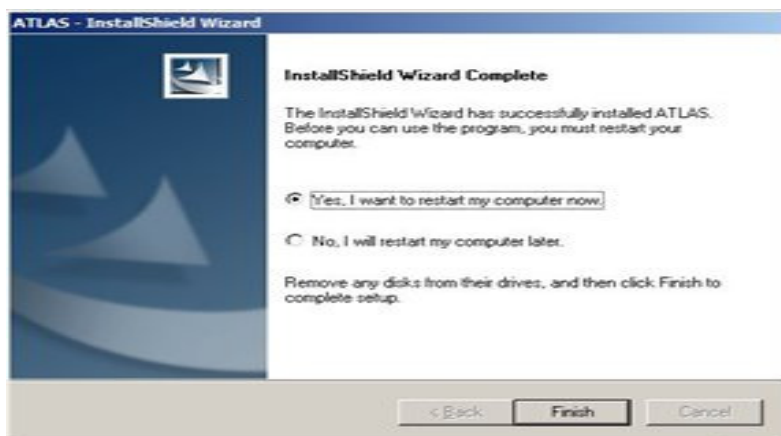 ATLAS - InstallShield Wizard
InstallShield Wizard Complete
The InstallShield Wizard has successfully installed ATLAS.
Before you can use the program, you must restart your
computer.
Yes, I want to restart my computer now.
No, I will restart my computer later.
Remove any disks from their drives, and then click Finish to
complete setup.
< Back
Finish
Cancel